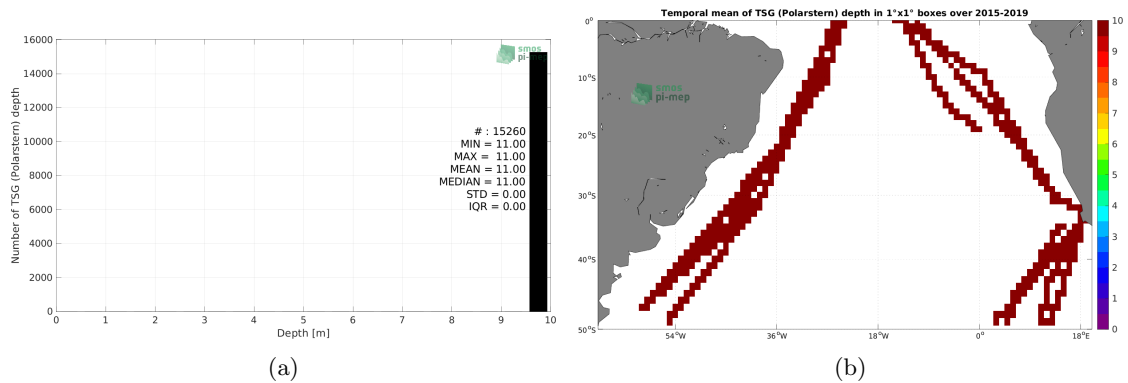 16000
14000
12000
10000
8000
6000
4000
2000
0
Number of TSG (Polarstern) depth
smos
pi-mep
# : 15260
MIN = 11.00
MAX = 11.00
MEAN = 11.00
MEDIAN = 11.00
STD = 0.00
IQR = 0.00
0 1 2 3 4 5 6 7 8 9 10
Depth [m]
(a)
Temporal mean of TSG (Polarstern) depth in 1°x1° boxes over 2015-2019
0°
10°S
20°S
30°S
40°S
50°S
smos
pi-mep
54°W 36°W 18°W 0° 18°E
10
9
8
7
6
5
4
3
2
1
0
(b)